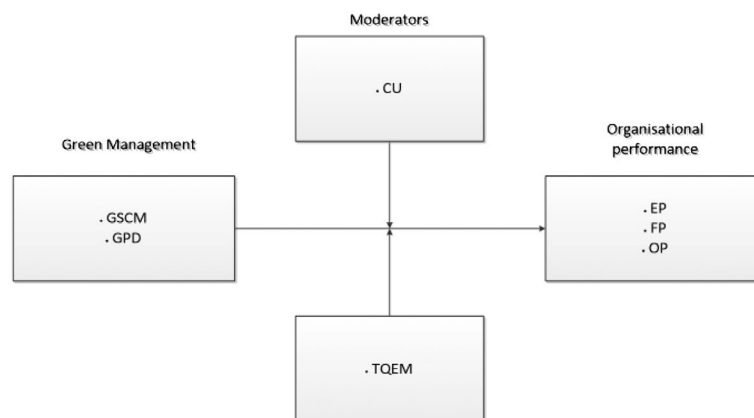 Moderators
. CU
Green Management
. GSCM
. GPD
Organisational
performance
. EP
. FP
. OP
. TQEM